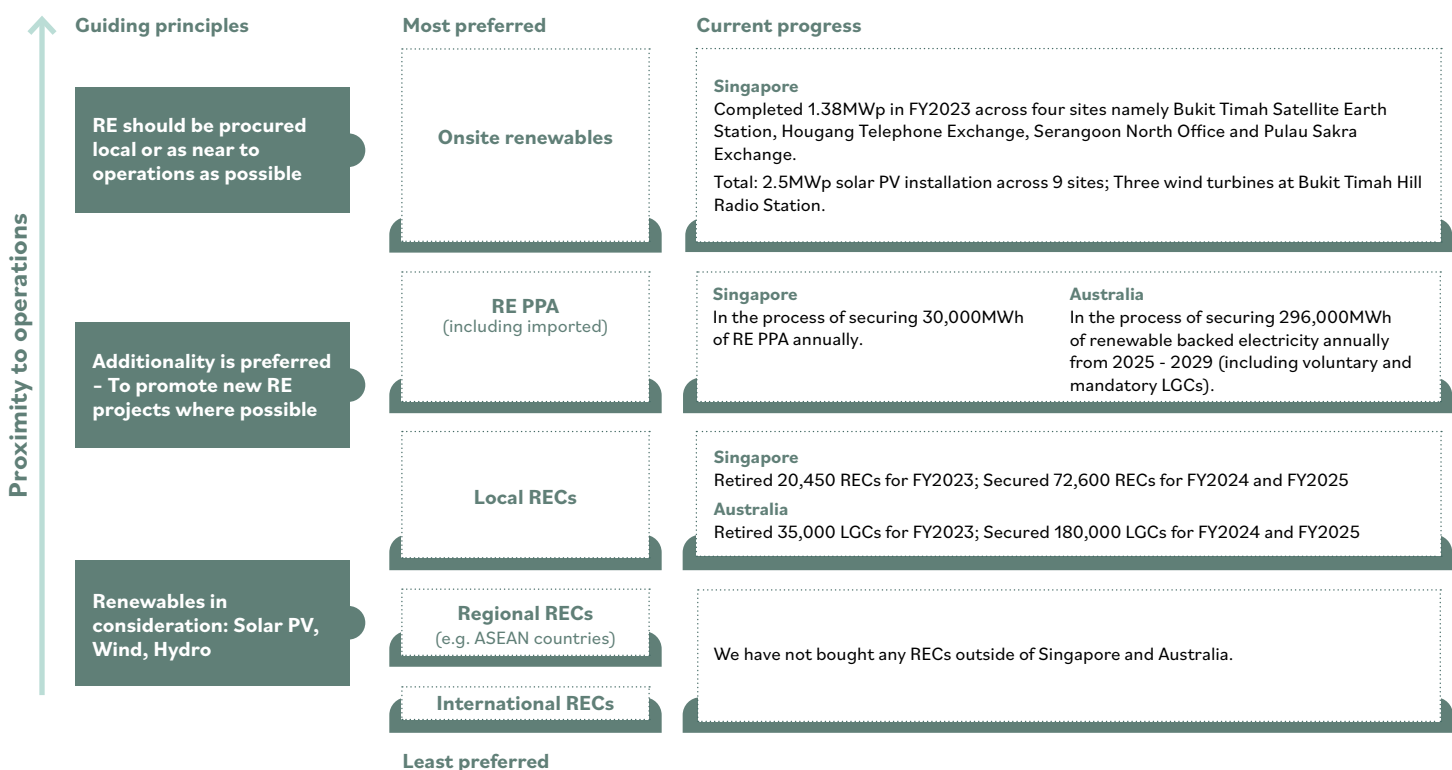 Guiding principles
Most preferred
Current progress
Proximity to operations
RE should be procured
local or as near to
operations as possible
Additionality is preferred
– To promote new RE
projects where possible
Renewables in
consideration: Solar PV,
Wind, Hydro
Onsite renewables
Singapore
Completed 1.38MWp in FY2023 across four sites namely Bukit Timah Satellite Earth
Station, Hougang Telephone Exchange, Serangoon North Office and Pulau Sakra
Exchange.
Total: 2.5MWp solar PV installation across 9 sites; Three wind turbines at Bukit Timah Hill
Radio Station.
RE PPA
(including imported)
Singapore
In the process of securing 30,000MWh
of RE PPA annually.
Australia
In the process of securing 296,000MWh
of renewable backed electricity annually
from 2025 - 2029 (including voluntary and
mandatory LGCs).
Local RECs
Singapore
Retired 20,450 RECs for FY2023; Secured 72,600 RECs for FY2024 and FY2025
Australia
Retired 35,000 LGCs for FY2023; Secured 180,000 LGCs for FY2024 and FY2025
Regional RECs
(e.g. ASEAN countries)
International RECs
We have not bought any RECs outside of Singapore and Australia.
Least preferred